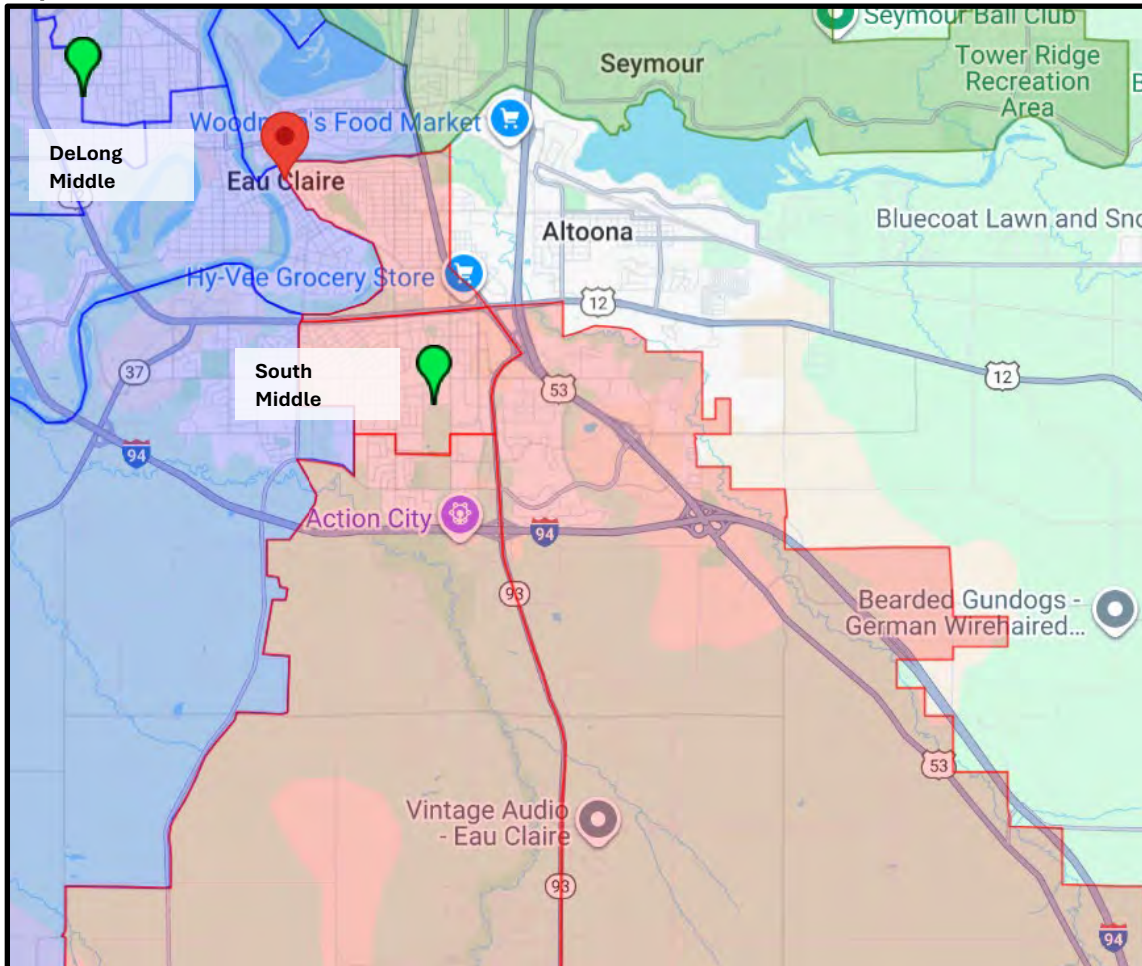 Seymour Ball Club
Seymour
Tower Ridge
Recreation
Area
Woodman's Food Market
DeLong
Middle
Eau Claire
Altoona
Bluecoat Lawn and Sno
Hy-Vee Grocery Store
12
12
37
South
Middle
53
94
Action City
94
93
Bearded Gundogs -
German Wirehaired...
53
Vintage Audio
- Eau Claire
93
94